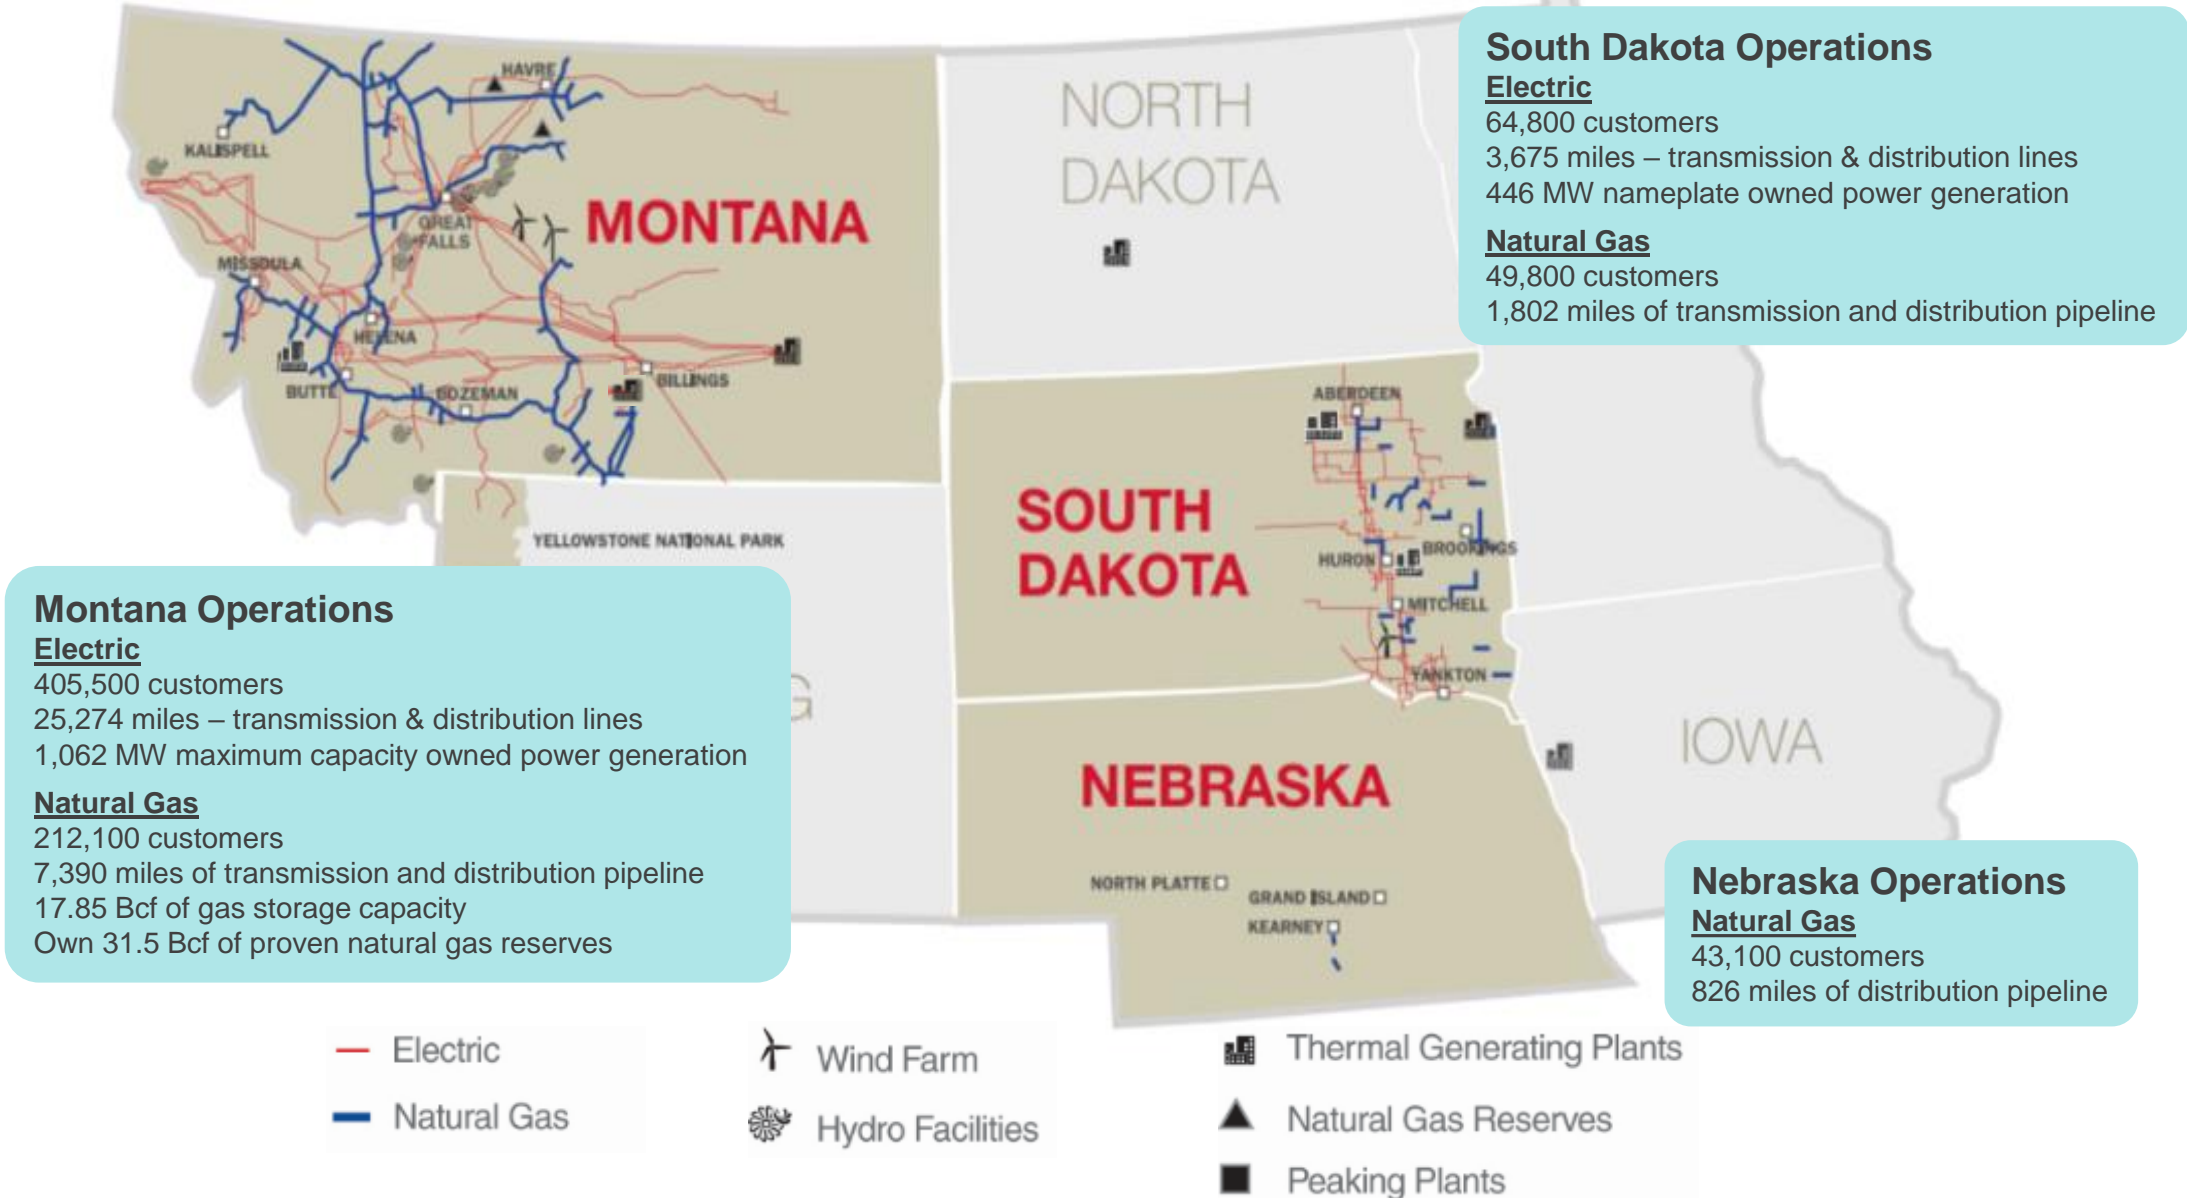 South Dakota Operations
Electric
64,800 customers
3,675 miles – transmission & distribution lines
446 MW nameplate owned power generation
Natural Gas
49,800 customers
1,802 miles of transmission and distribution pipeline
HAVRE
KALISPELL
GREAT
FALLS
MONTANA
MISSOULA
HELENA
BUTTE
BOZEMAN
BILLINGS
YELLOWSTONE NATIONAL PARK
NORTH
DAKOTA
ABERDEEN
SOUTH
DAKOTA
HURON
BROOKINGS
MITCHELL
YANKTON
Montana Operations
Electric
405,500 customers
25,274 miles – transmission & distribution lines
1,062 MW maximum capacity owned power generation
Natural Gas
212,100 customers
7,390 miles of transmission and distribution pipeline
17.85 Bcf of gas storage capacity
Own 31.5 Bcf of proven natural gas reserves
G
IOWA
NEBRASKA
NORTH PLATTE
GRAND ISLAND
KEARNEY
Nebraska Operations
Natural Gas
43,100 customers
826 miles of distribution pipeline
Electric
Natural Gas
Wind Farm
Hydro Facilities
Thermal Generating Plants
Natural Gas Reserves
Peaking Plants